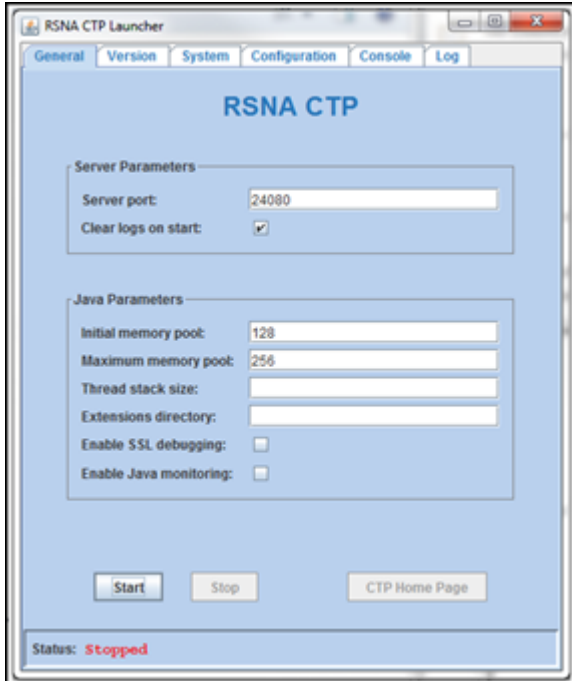 RSNA CTP Launcher
General Version System Configuration Console Log
RSNA CTP
Server Parameters
Server port: 24080
Clear logs on start:
Java Parameters
Initial memory pool: 128
Maximum memory pool: 256
Thread stack size:
Extensions directory:
Enable SSL debugging:
Enable Java monitoring:
Start Stop CTP Home Page
Status: Stopped